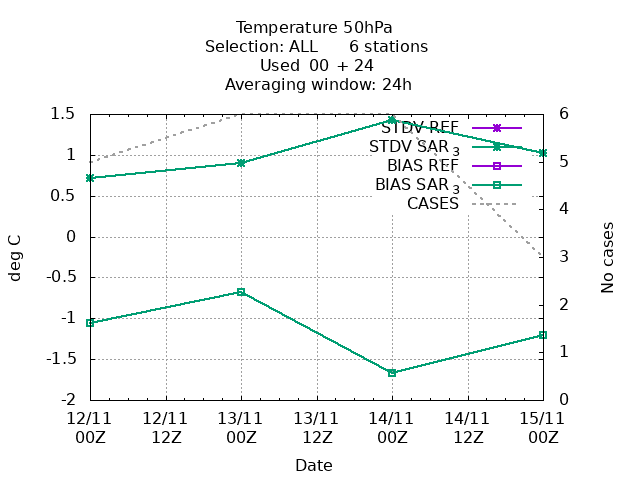 Temperature 50hPa
Selection: ALL 6 stations
Used 00 + 24
Averaging window: 24h
STDV REF
STDV SAR 3
BIAS REF
BIAS SAR 3
CASES
1.5
1
0.5
0
-0.5
-1
-1.5
-2
deg C
6
5
4
3
2
1
0
No cases
12/11 12/11 13/11 13/11 14/11 14/11 15/11
00Z 12Z 00Z 12Z 00Z 12Z 00Z
Date